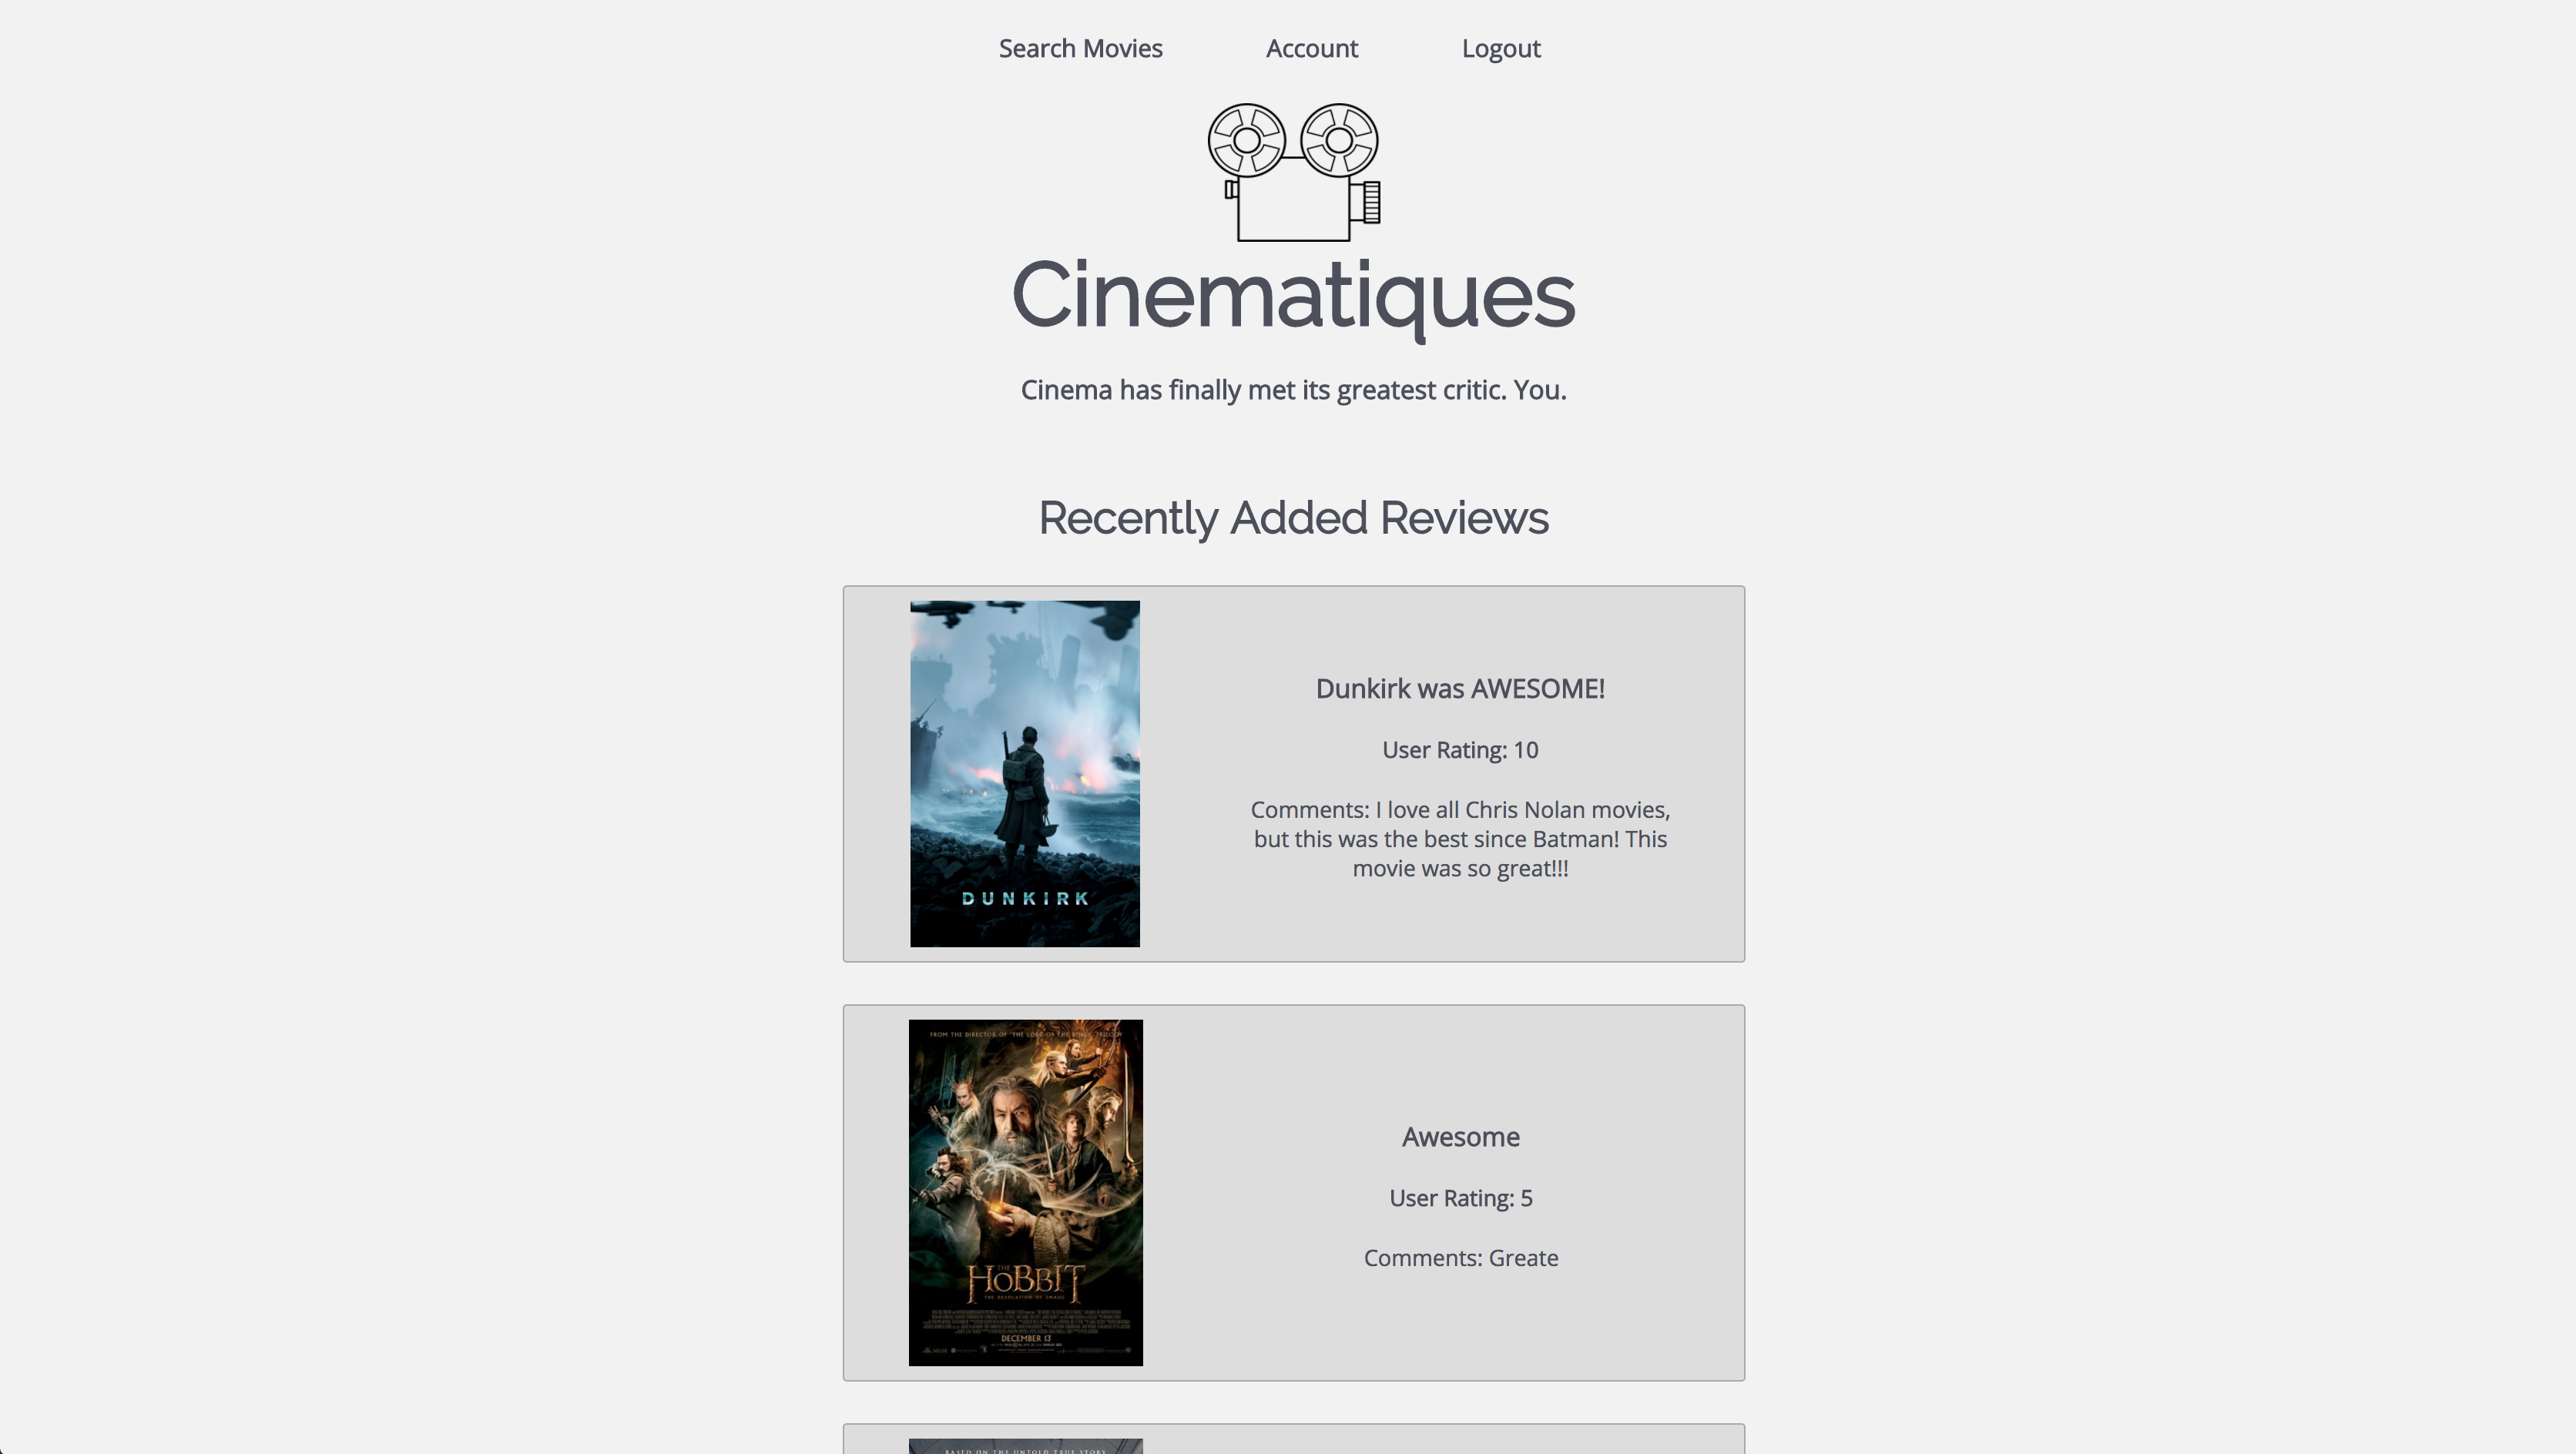 Search Movies
Account
Logout
Cinematiques
Cinema has finally met its greatest critic. You.
Recently Added Reviews
DUNKIRK
Dunkirk was AWESOME!
User Rating: 10
Comments: I love all Chris Nolan movies,
but this was the best since Batman! This
movie was so great!!!
FROM THE DIRECTOR OF "THE LORD OF THE RINGS" TRILOGY
THE
HOBBIT
THE DESOLATION OF SMAUG
DECEMBER 13
Awesome
User Rating: 5
Comments: Greate
BASED ON THE UNTOLD TRUE STORY